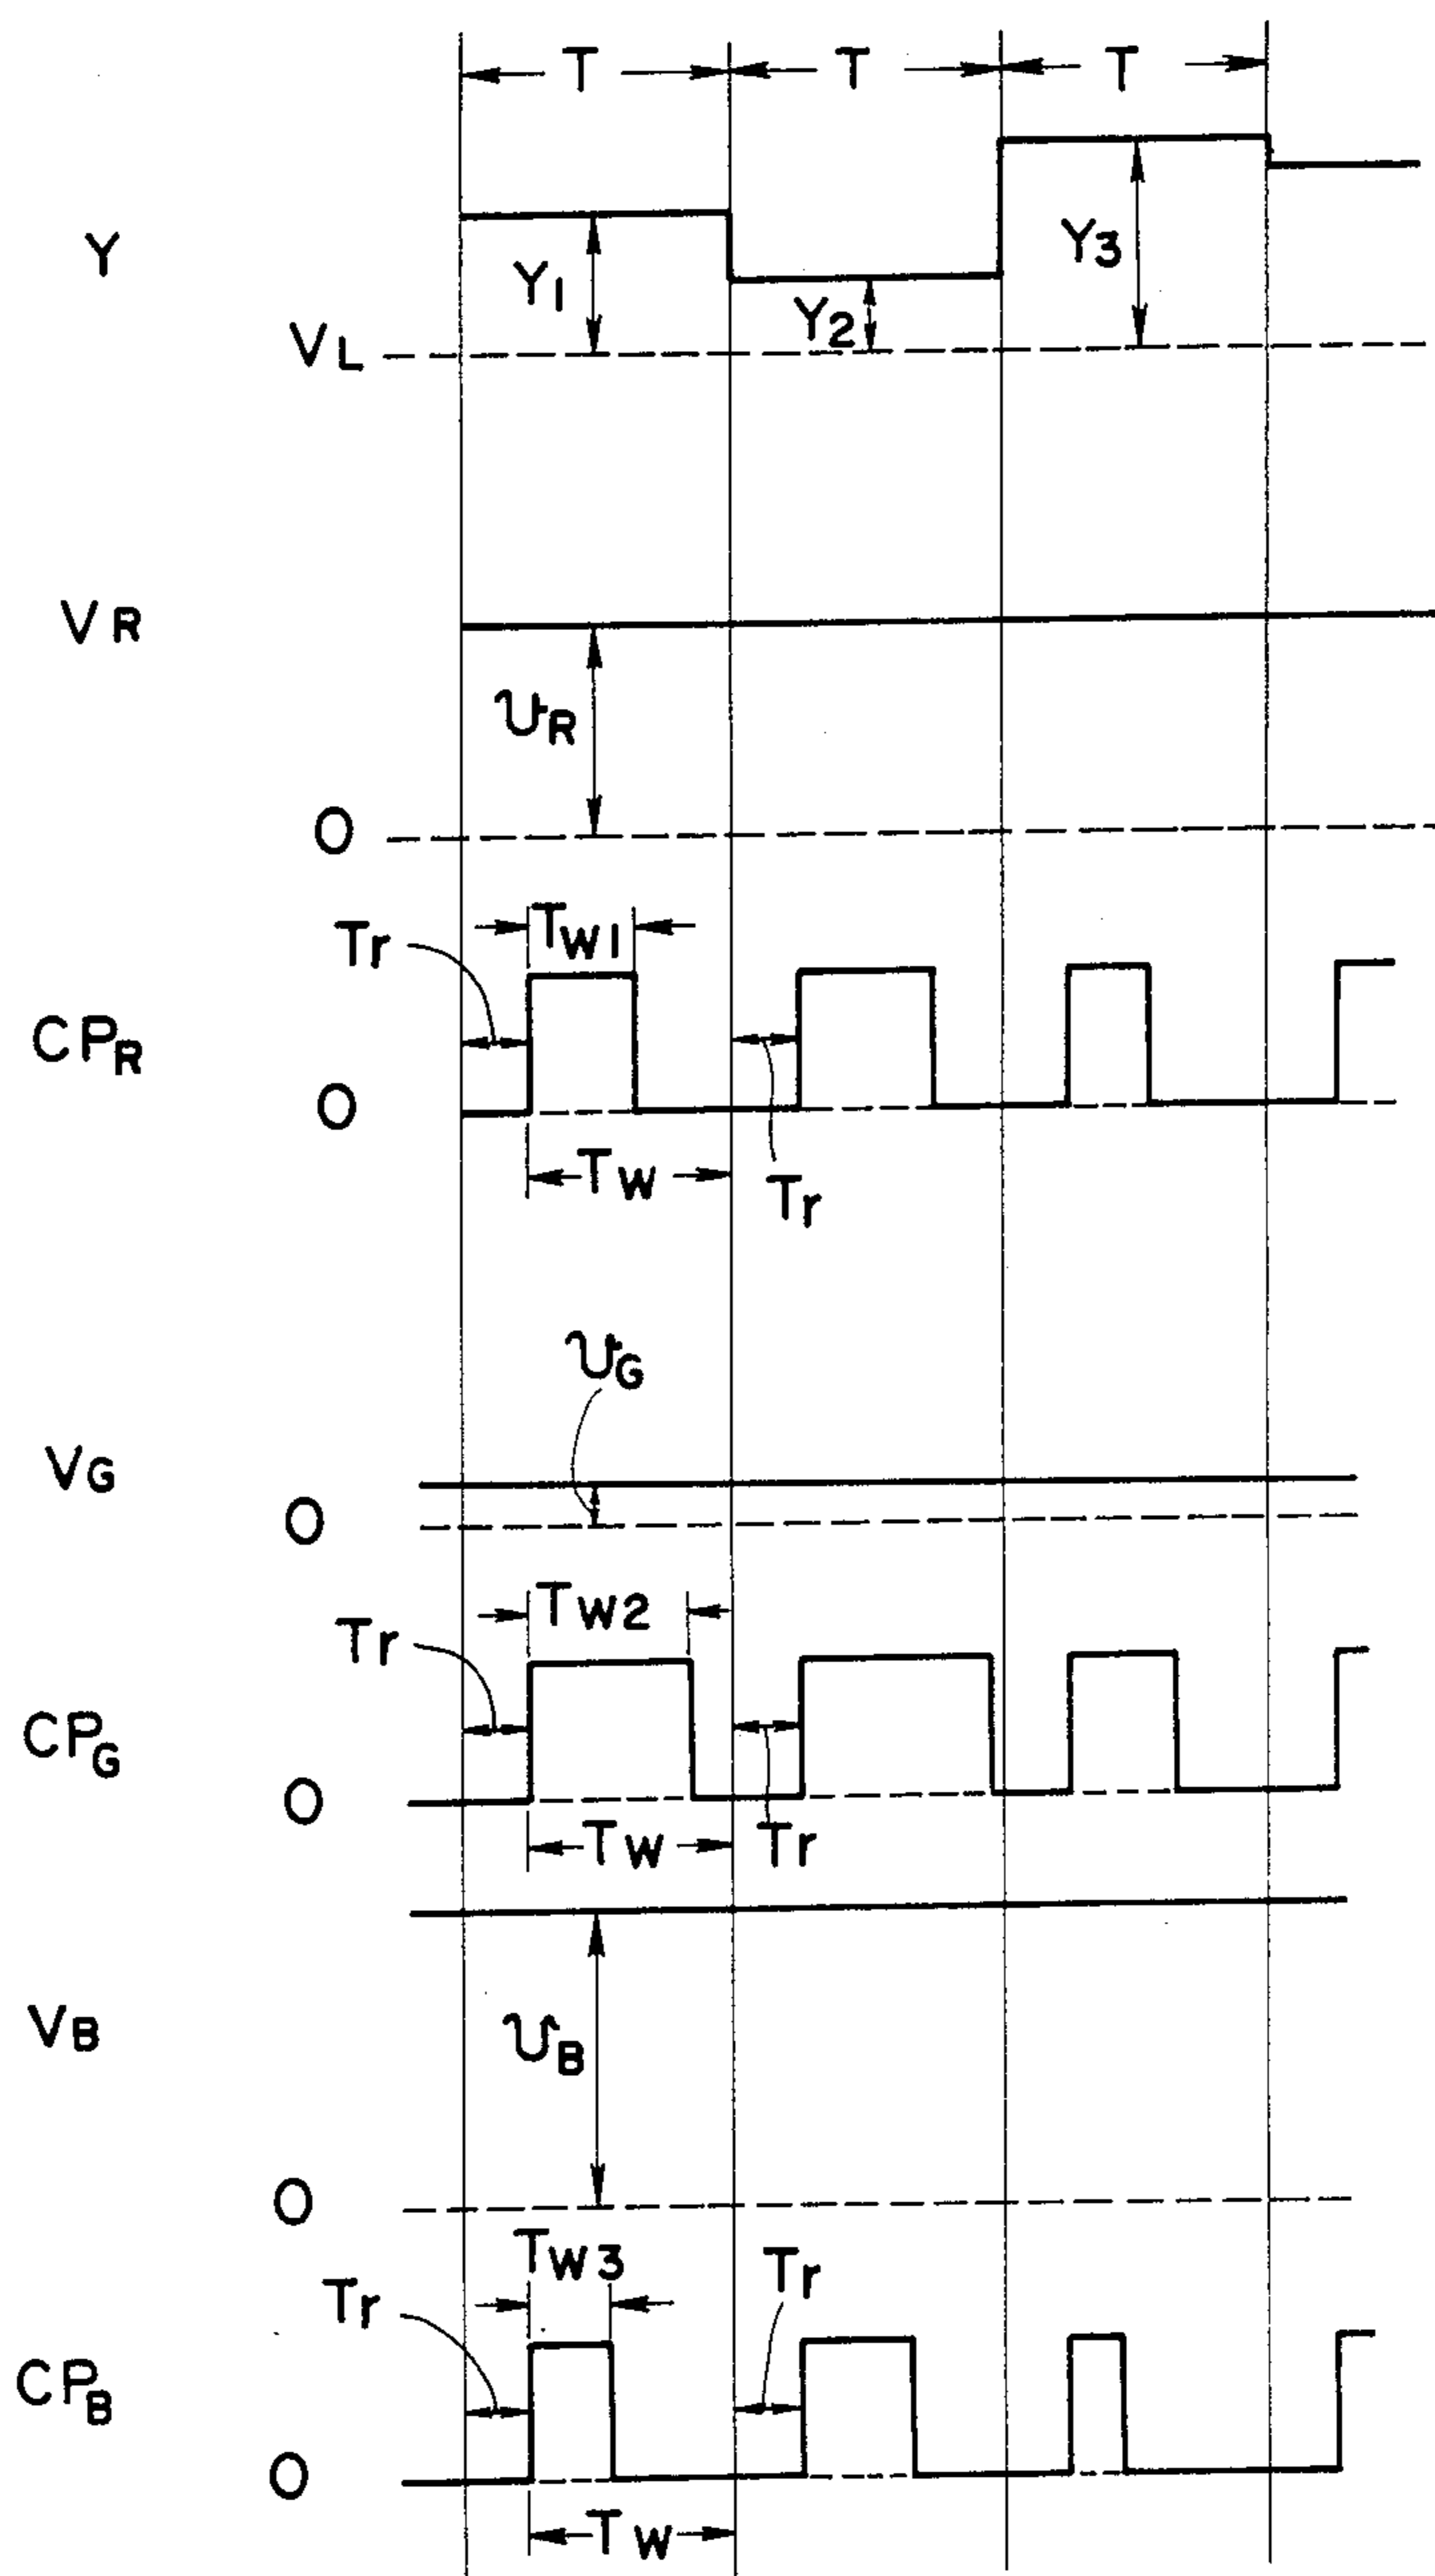 T T T
Y Y1 Y2 Y3
VL
VR
υR
O
Tr TW1
CPR
O
TW Tr
υG
VG
O
TW2
Tr
CPG
O
TW Tr
VB υB
O
TW3 Tr
Tr
CPB
O
TW